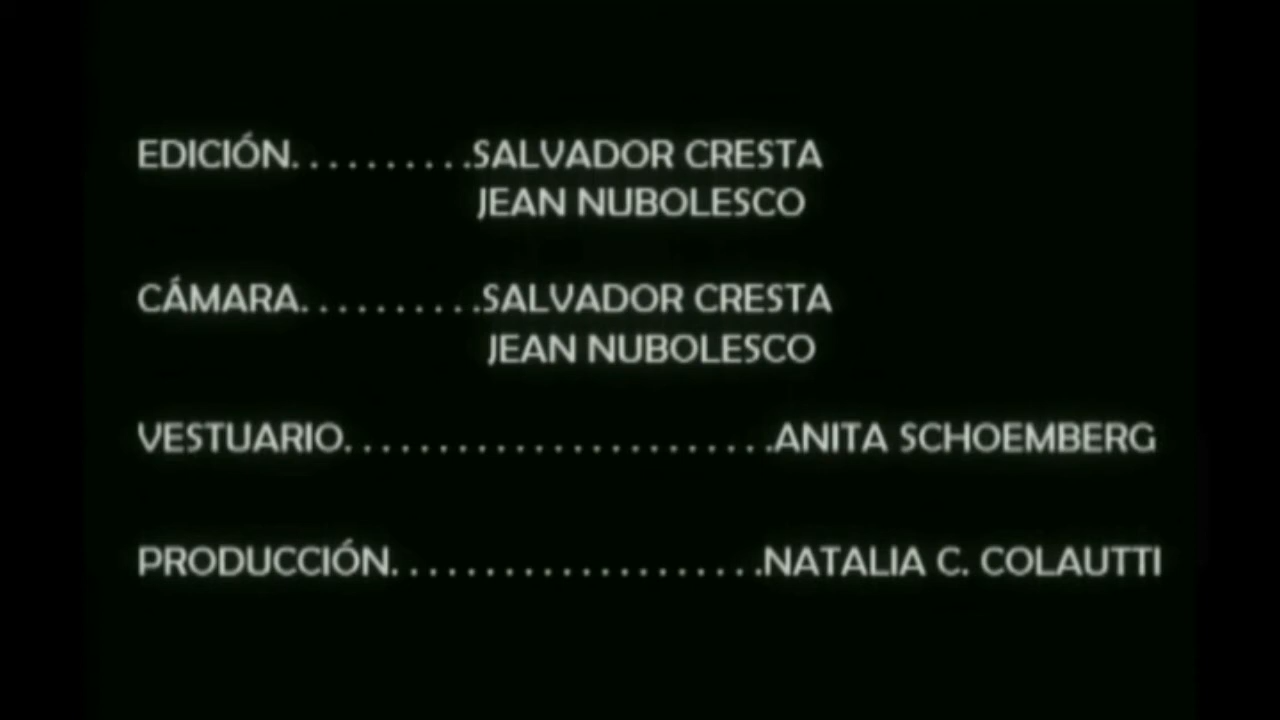 EDICIÓN. . . . . . . . . .SALVADOR CRESTA
JEAN NUBOLESCO
CÁMARA. . . . . . . . . .SALVADOR CRESTA
JEAN NUBOLESCO
VESTUARIO. . . . . . . . . . . . . . . . . . . . . . .ANITA SCHOEMBERG
PRODUCCIÓN. . . . . . . . . . . . . . . . . . . .NATALIA C. COLAUTTI